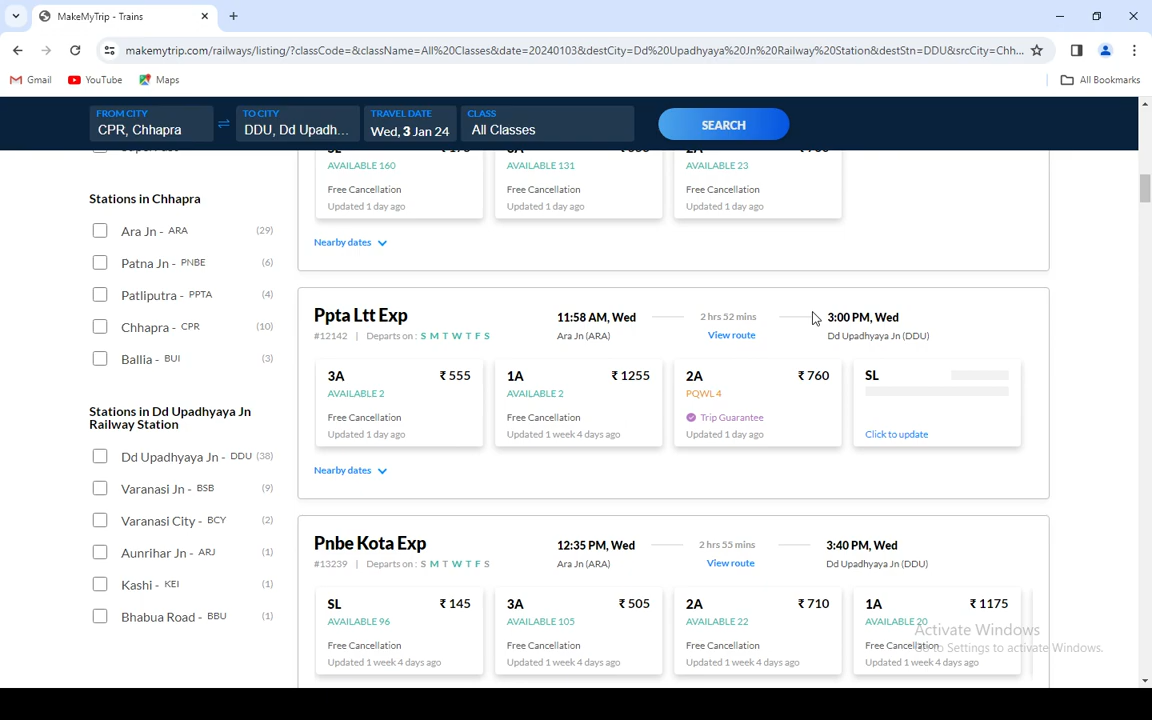 MakeMyTrip - Trains
makemytrip.com/railways/listing/?classCode=&className=All%20Classes&date=20240103&destCity=Dd%20Upadhyaya%20Jn%20Railway%20Station&destStn=DDU&srcCity=Chh...
Gmail YouTube Maps All Bookmarks
FROM CITY TO CITY TRAVEL DATE CLASS
CPR, Chhapra DDU, Dd Upadh... Wed, 3 Jan 24 All Classes SEARCH
AVAILABLE 160 AVAILABLE 131 AVAILABLE 23
Free Cancellation Free Cancellation Free Cancellation
Updated 1 day ago Updated 1 day ago Updated 1 day ago
Nearby dates
Stations in Chhapra
Ara Jn - ARA (29)
Patna Jn - PNBE (6)
Patliputra - PPTA (4)
Chhapra - CPR (10)
Ballia - BUI (3)
Stations in Dd Upadhyaya Jn
Railway Station
Dd Upadhyaya Jn - DDU (38)
Varanasi Jn - BSB (9)
Varanasi City - BCY (2)
Aunrihar Jn - ARJ (1)
Kashi - KEI (1)
Bhabua Road - BBU (1)
Ppta Ltt Exp 11:58 AM, Wed 2 hrs 52 mins 3:00 PM, Wed
#12142 | Departs on : S M T W T F S Ara Jn (ARA) View route Dd Upadhyaya Jn (DDU)
3A ₹ 555 1A ₹ 1255 2A ₹ 760 SL
AVAILABLE 2 AVAILABLE 2 PQWL 4
Free Cancellation Free Cancellation Trip Guarantee
Updated 1 day ago Updated 1 week 4 days ago Updated 1 day ago Click to update
Nearby dates
Pnbe Kota Exp 12:35 PM, Wed 2 hrs 55 mins 3:40 PM, Wed
#13239 | Departs on : S M T W T F S Ara Jn (ARA) View route Dd Upadhyaya Jn (DDU)
SL ₹ 145 3A ₹ 505 2A ₹ 710 1A ₹ 1175
AVAILABLE 96 AVAILABLE 105 AVAILABLE 22 AVAILABLE 20
Free Cancellation Free Cancellation Free Cancellation Free Cancellation
Updated 1 week 4 days ago Updated 1 week 4 days ago Updated 1 week 4 days ago Updated 1 week 4 days ago
Activate Windows
Go to Settings to activate Windows.